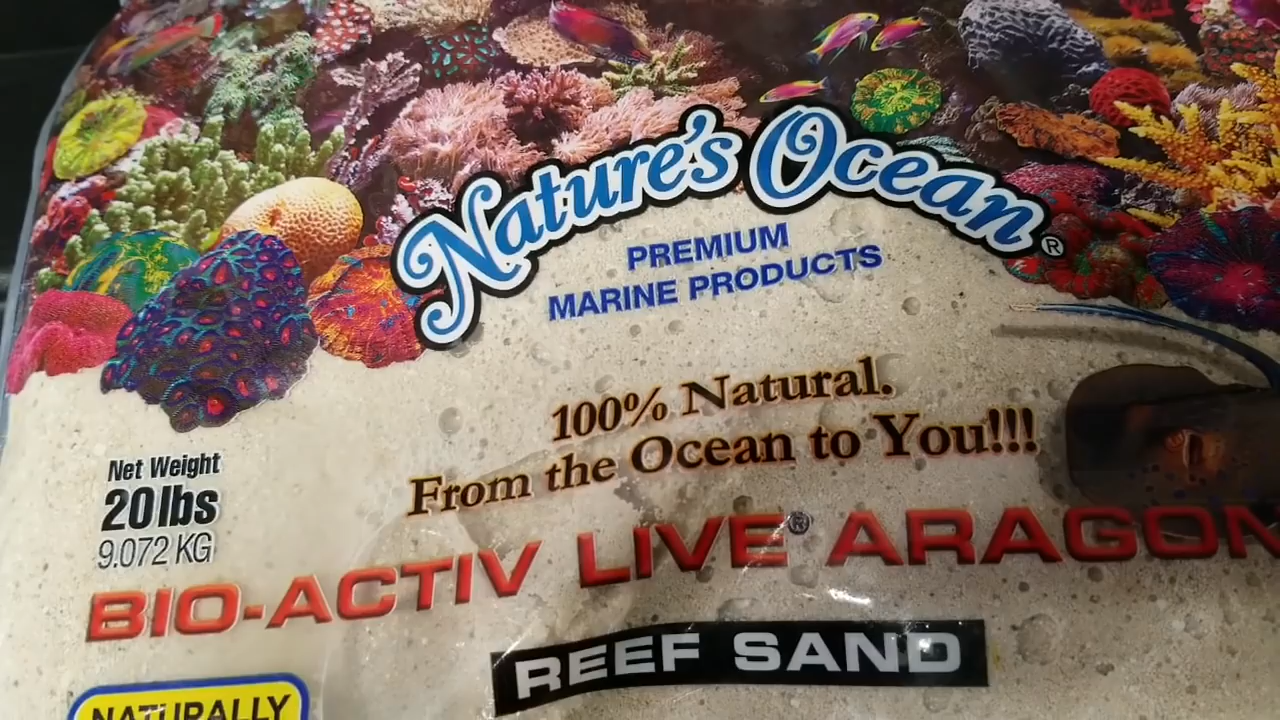 Nature's Ocean®
PREMIUM
MARINE PRODUCTS
100% Natural.
From the Ocean to You!!!
Net Weight
20 lbs
9.072 KG
BIO-ACTIV LIVE® ARAGON
REEF SAND
NATURALLY